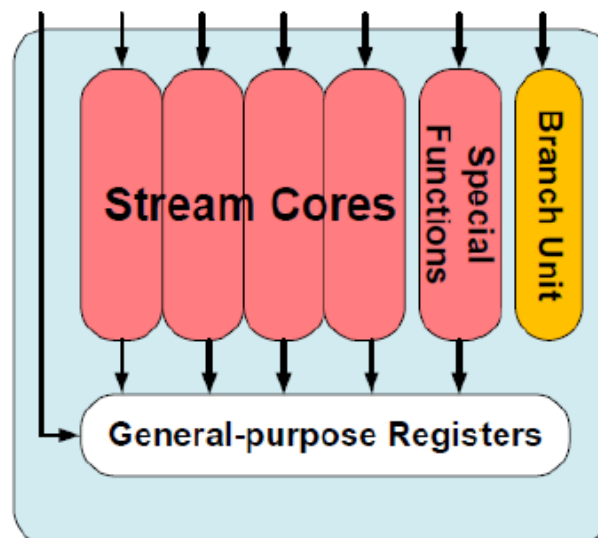 Stream Cores
Special
Functions
Branch Unit
General-purpose Registers